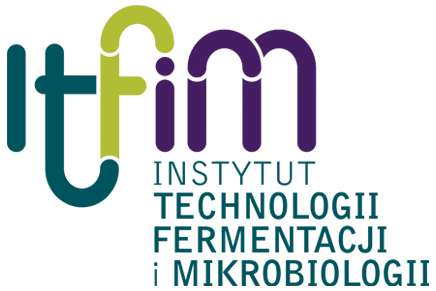 Itfim
INSTYTUT
TECHNOLOGII
FERMENTACJI
i MIKROBIOLOGII